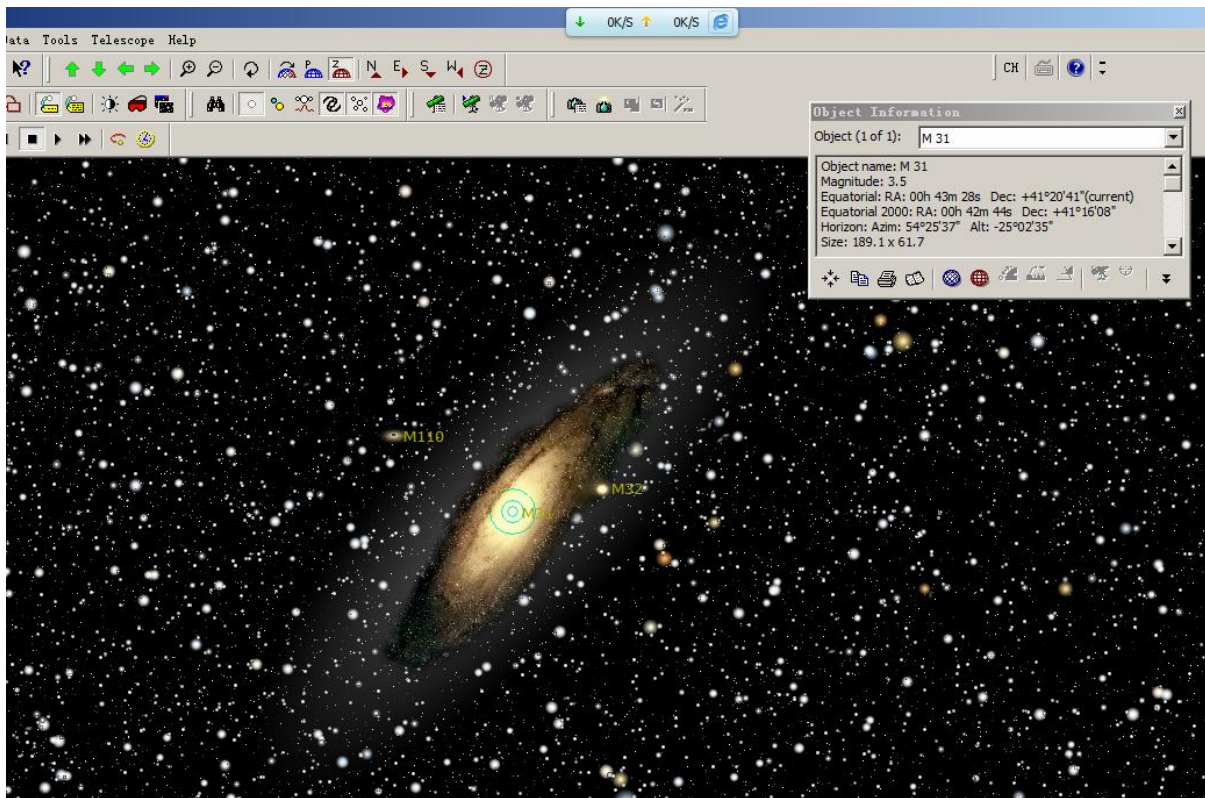 0K/S 0K/S
Data Tools Telescope Help
P Z N E S W Z
CH
Object Information
Object (1 of 1): M 31
Object name: M 31
Magnitude: 3.5
Equatorial: RA: 00h 43m 28s Dec: +41°20'41"(current)
Equatorial 2000: RA: 00h 42m 44s Dec: +41°16'08"
Horizon: Azim: 54°25'37" Alt: -25°02'35"
Size: 189.1 x 61.7
M110
M32
M31